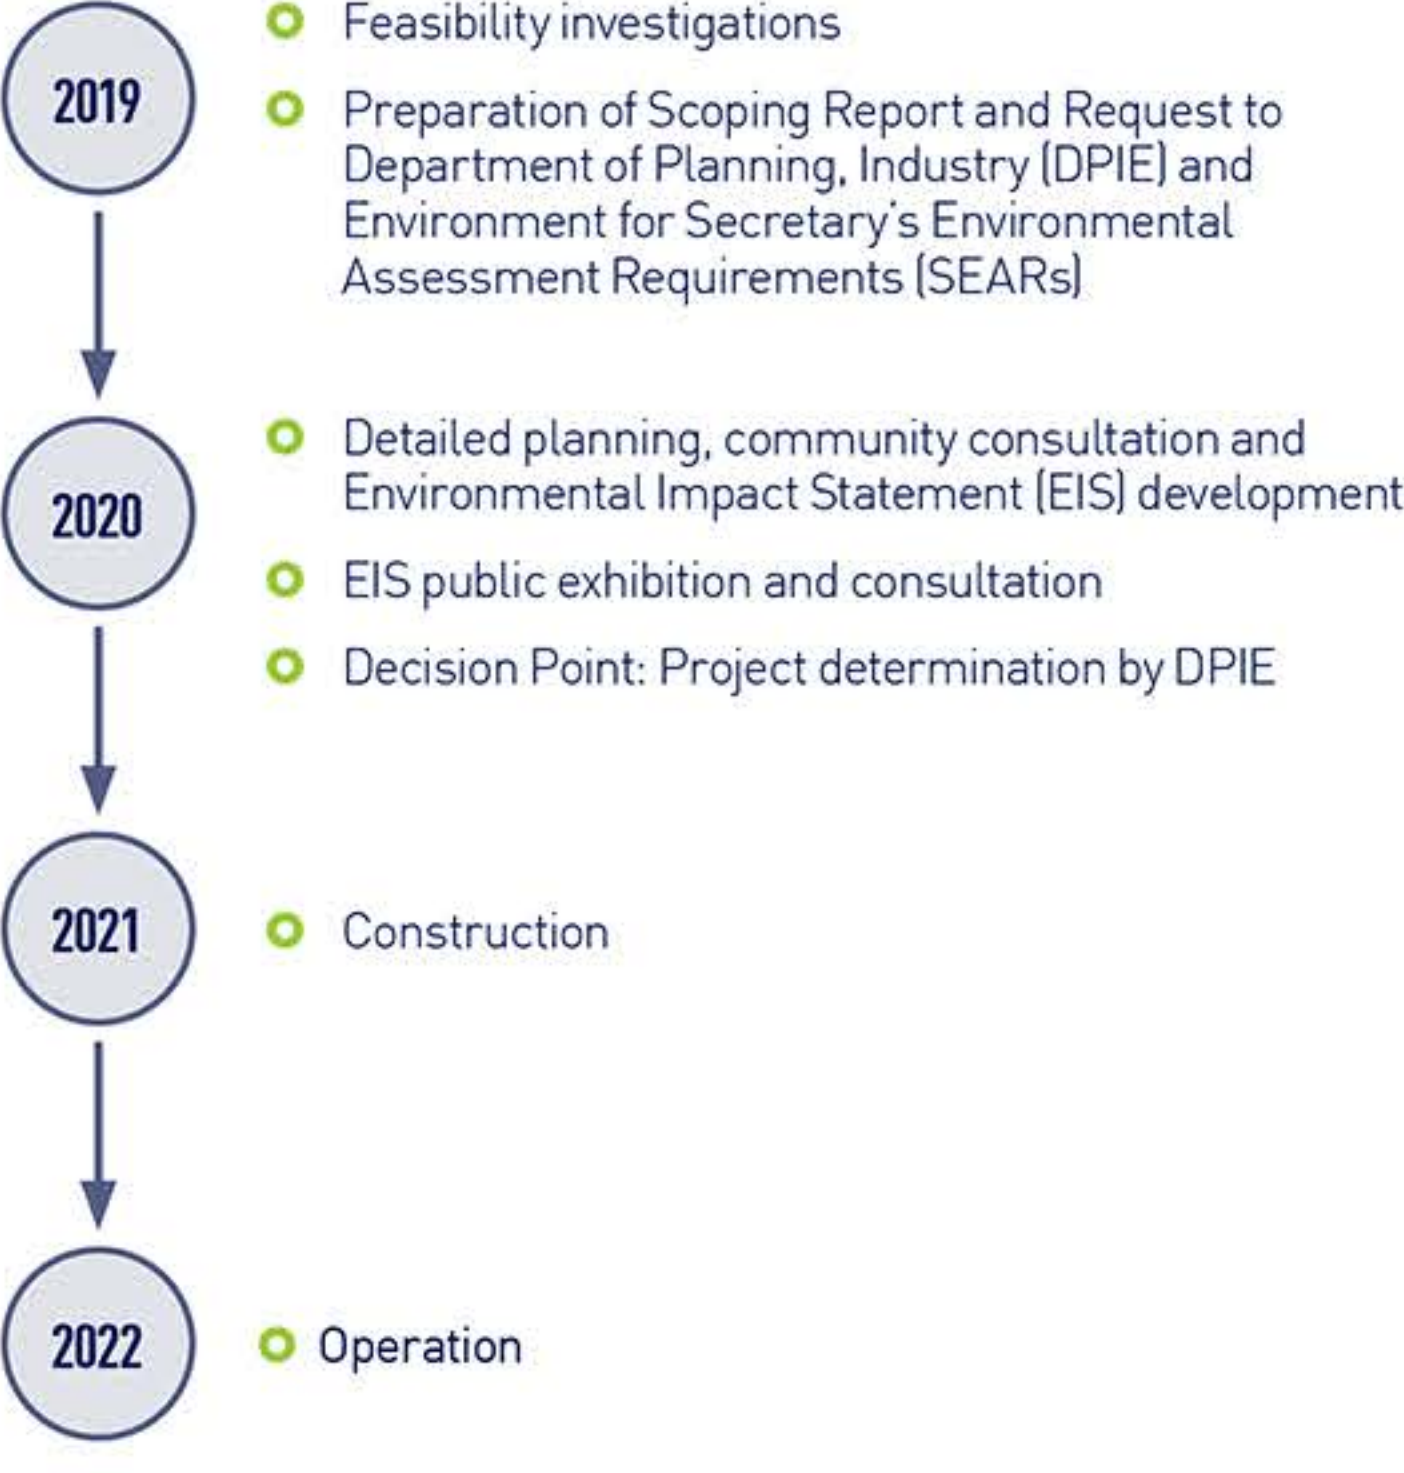 2019
Feasibility investigations
Preparation of Scoping Report and Request to
Department of Planning, Industry (DPIE) and
Environment for Secretary's Environmental
Assessment Requirements (SEARs)
2020
Detailed planning, community consultation and
Environmental Impact Statement (EIS) development
EIS public exhibition and consultation
Decision Point: Project determination by DPIE
2021
Construction
2022
Operation